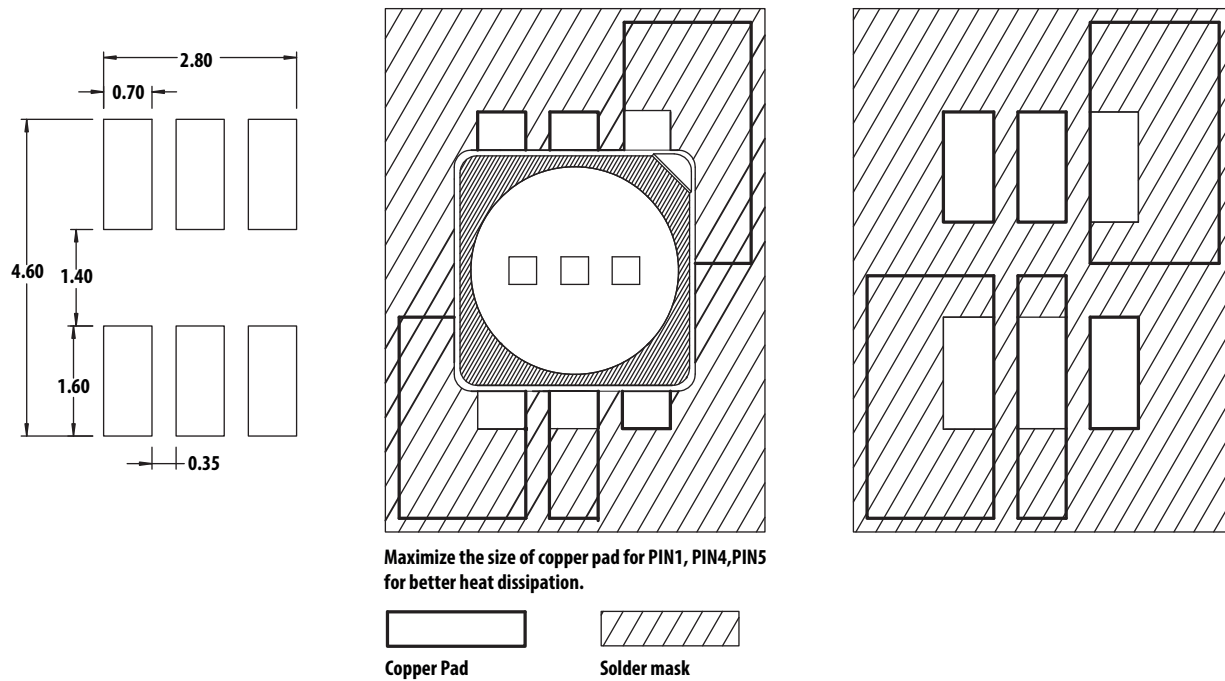 2.80
0.70
4.60
1.40
1.60
0.35
Maximize the size of copper pad for PIN1, PIN4,PIN5
for better heat dissipation.
Copper Pad
Solder mask